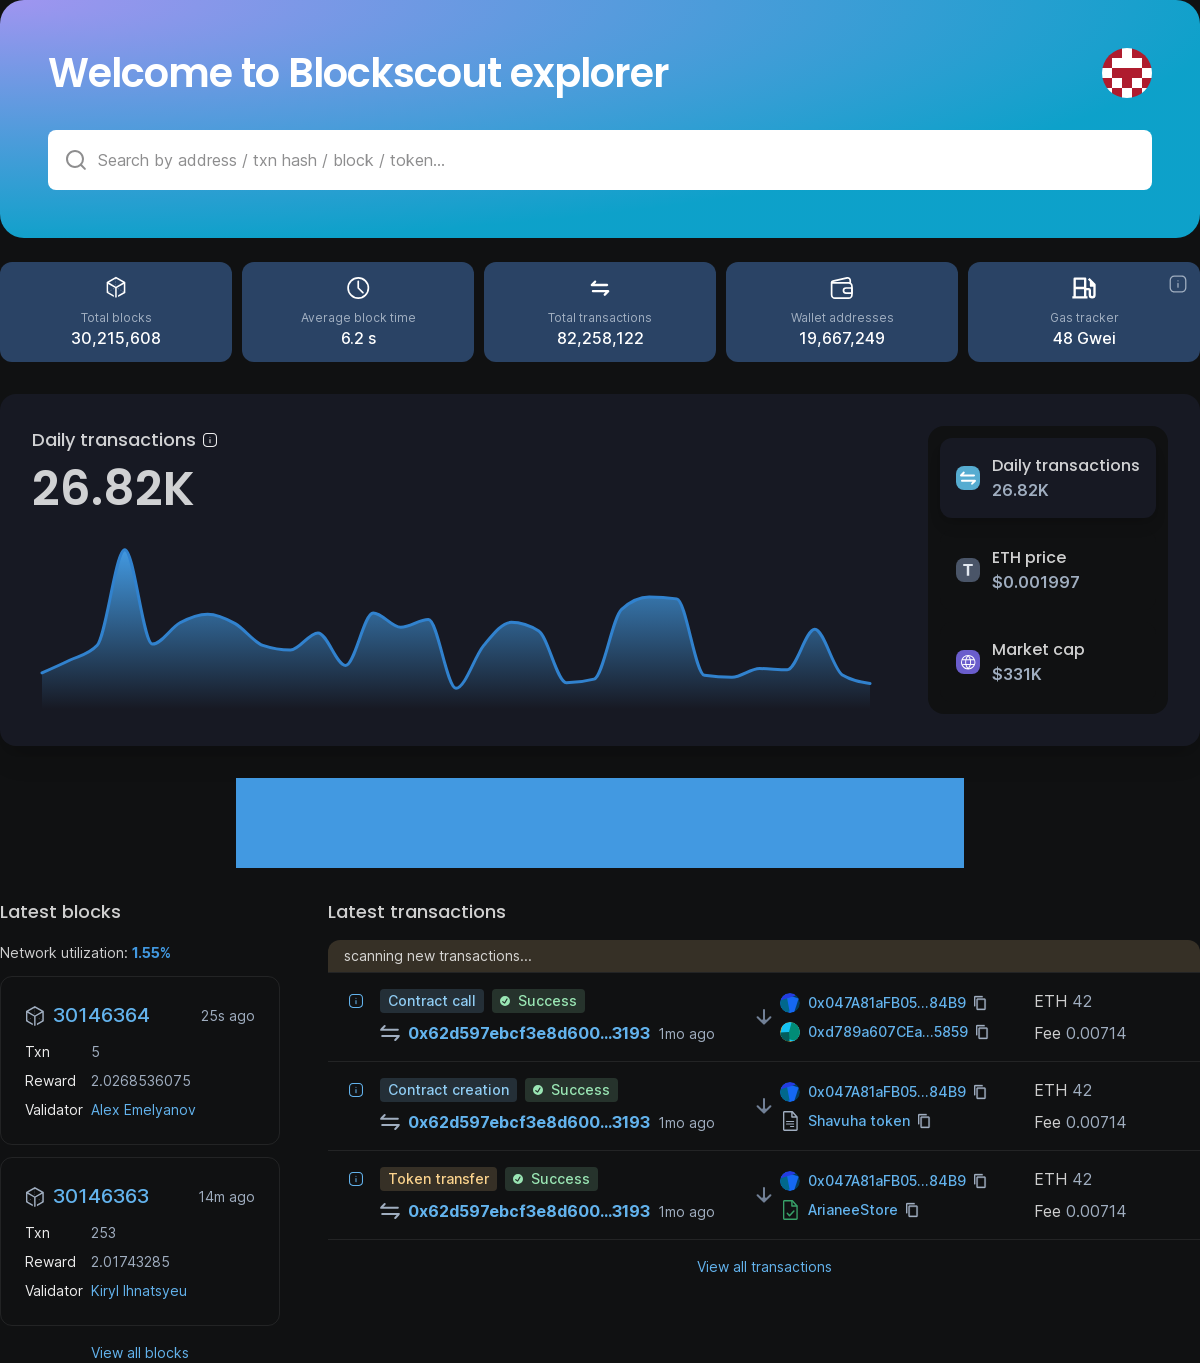 Welcome to Blockscout explorer
Search by address / txn hash / block / token...
Total blocks
30,215,608
Average block time
6.2 s
Total transactions
82,258,122
Wallet addresses
19,667,249
Gas tracker
48 Gwei
Daily transactions
26.82K
Daily transactions
26.82K
T
ETH price
$0.001997
Market cap
$331K
Latest blocks
Network utilization: 1.55%
30146364 25s ago
Txn 5
Reward 2.0268536075
Validator Alex Emelyanov
30146363 14m ago
Txn 253
Reward 2.01743285
Validator Kiryl Ihnatsyeu
View all blocks
Latest transactions
scanning new transactions...
Contract call Success 0x047A81aFB05...84B9 ETH 42
0x62d597ebcf3e8d600...3193 1mo ago 0xd789a607CEa...5859 Fee 0.00714
Contract creation Success 0x047A81aFB05...84B9 ETH 42
0x62d597ebcf3e8d600...3193 1mo ago Shavuha token Fee 0.00714
Token transfer Success 0x047A81aFB05...84B9 ETH 42
0x62d597ebcf3e8d600...3193 1mo ago ArianeeStore Fee 0.00714
View all transactions